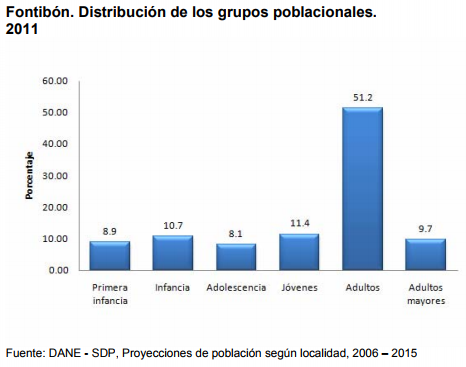 Fontibón. Distribución de los grupos poblacionales.
2011
60.00
50.00
40.00
30.00
20.00
10.00
0.00
Porcentaje
8.9
10.7
8.1
11.4
51.2
9.7
Primera
infancia
Infancia
Adolescencia
Jóvenes
Adultos
Adultos
mayores
Fuente: DANE - SDP, Proyecciones de población según localidad, 2006 – 2015